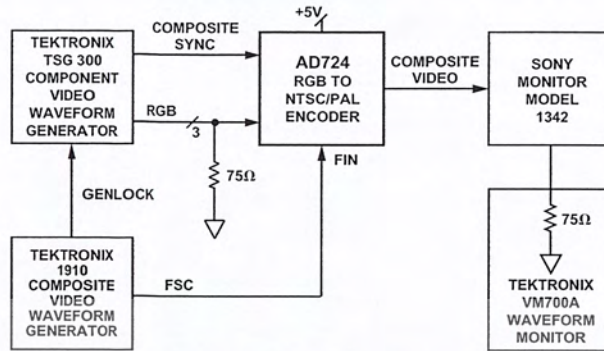 TEKTRONIX
TSG 300
COMPONENT
VIDEO
WAVEFORM
GENERATOR
COMPOSITE
SYNC
RGB
3
75Ω
GENLOCK
+5V
AD724
RGB TO
NTSC/PAL
ENCODER
FIN
COMPOSITE
VIDEO
SONY
MONITOR
MODEL
1342
75Ω
TEKTRONIX
VM700A
WAVEFORM
MONITOR
TEKTRONIX
1910
COMPOSITE
VIDEO
WAVEFORM
GENERATOR
FSC